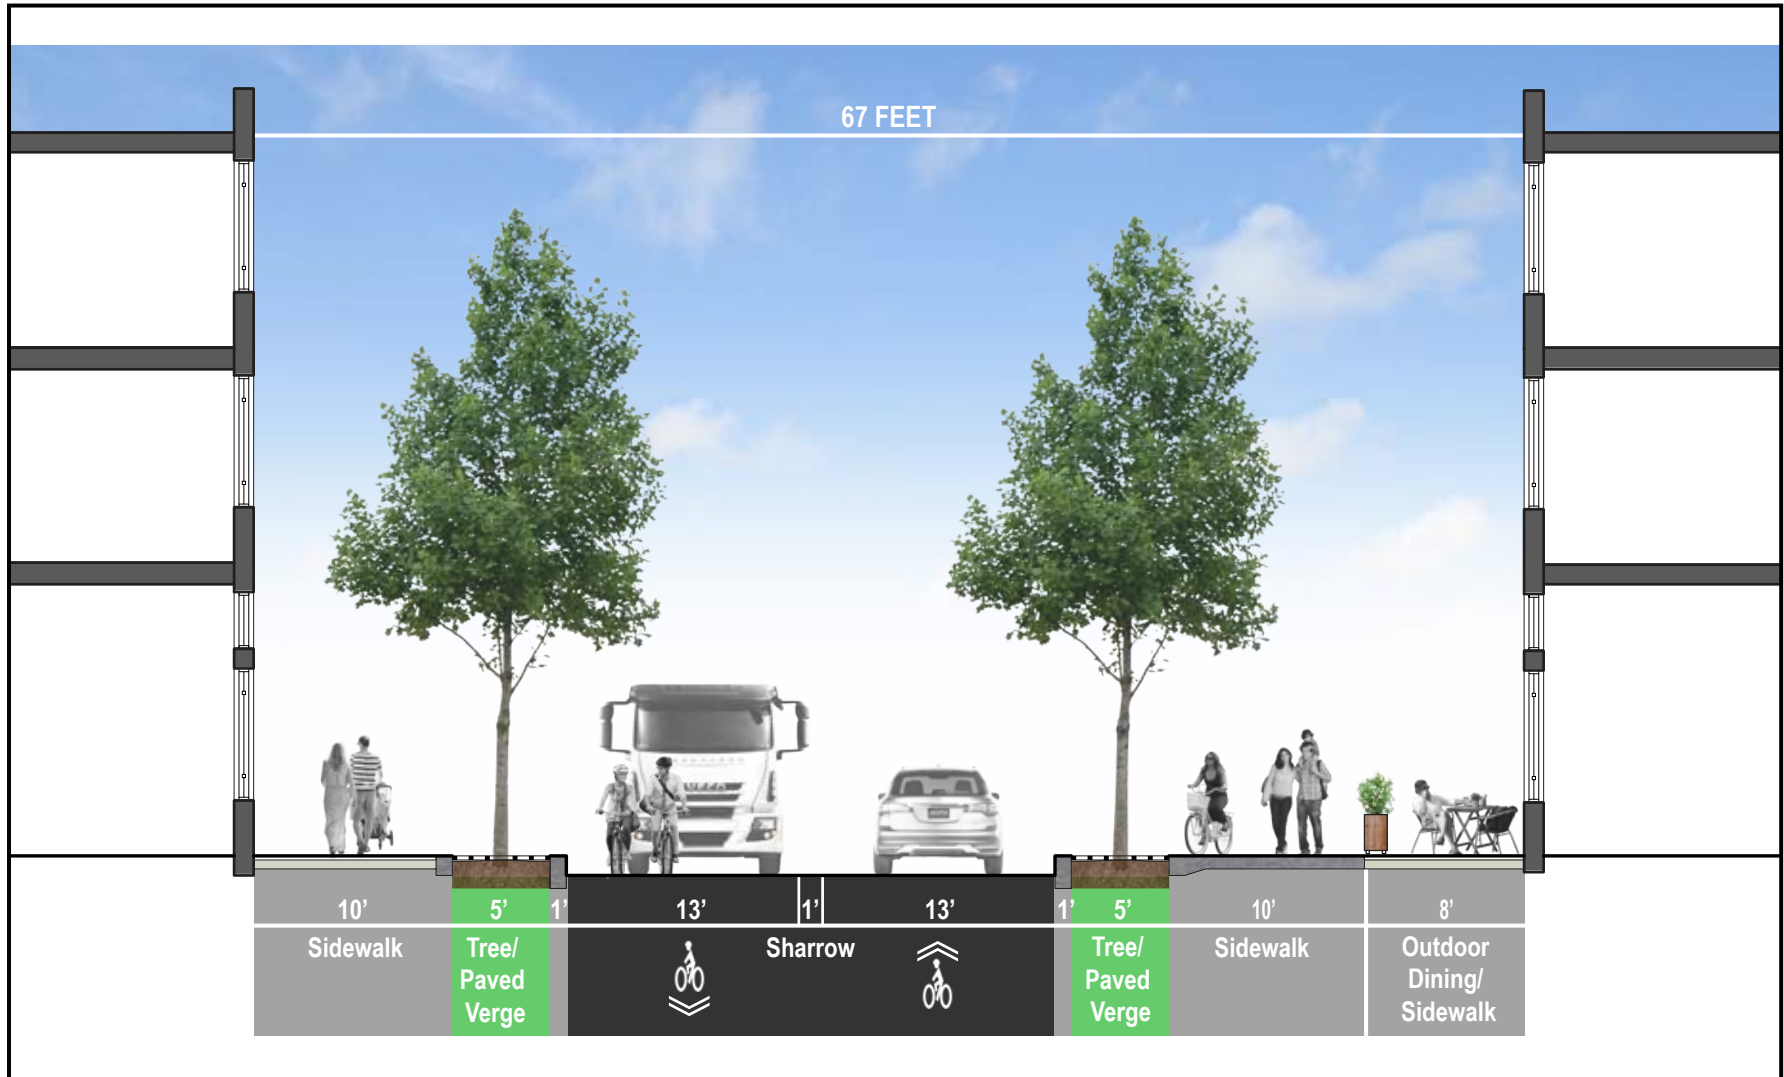 67 FEET
10’ 5’ 1’ 13’ 1’ 13’ 1’ 5’ 10’ 8’
Sidewalk
Tree/
Paved
Verge
Sharrow
Tree/
Paved
Verge
Sidewalk
Outdoor
Dining/
Sidewalk
IVECO